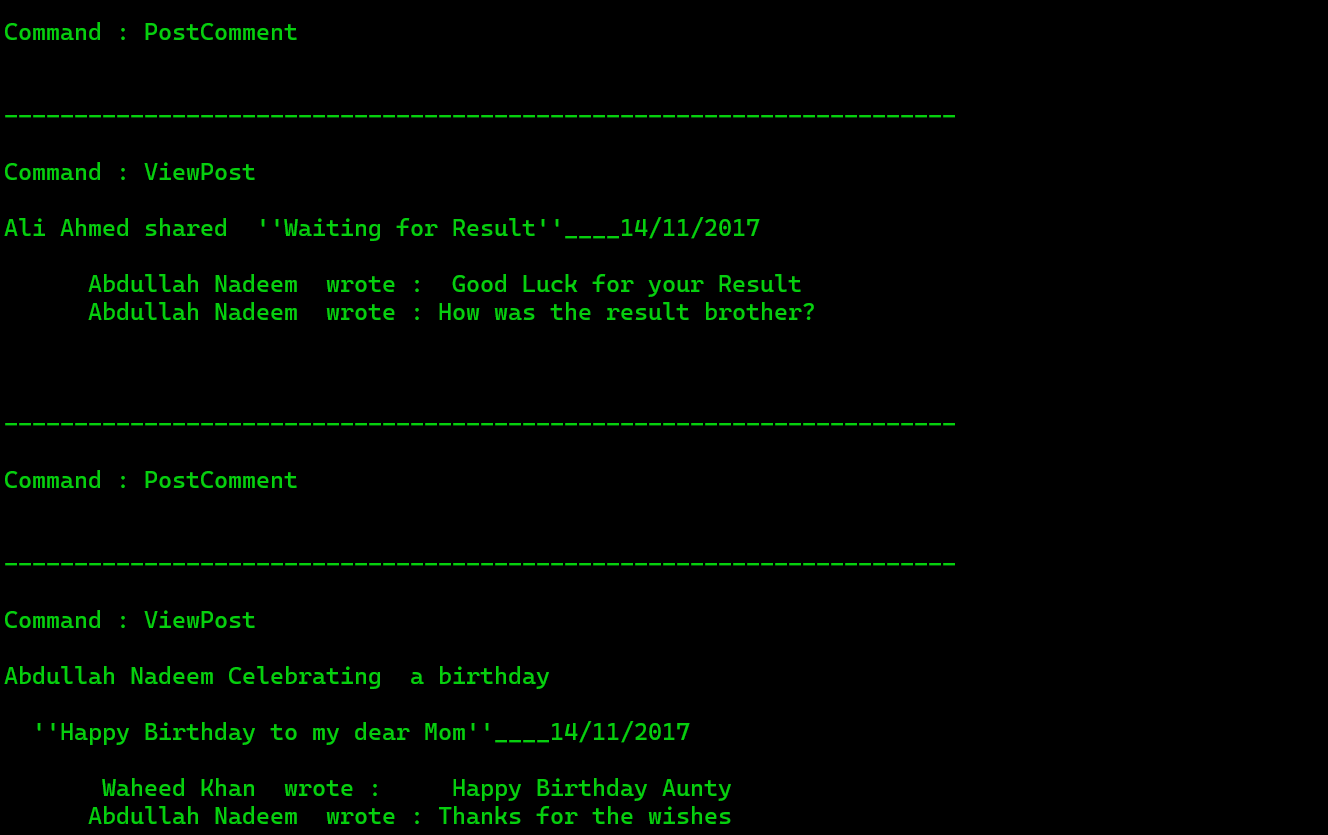 Command : PostComment
--------------------------------------------------------------------
Command : ViewPost
Ali Ahmed shared  ''Waiting for Result''____14/11/2017
      Abdullah Nadeem  wrote :  Good Luck for your Result
      Abdullah Nadeem  wrote : How was the result brother?
--------------------------------------------------------------------
Command : PostComment
--------------------------------------------------------------------
Command : ViewPost
Abdullah Nadeem Celebrating  a birthday
  ''Happy Birthday to my dear Mom''____14/11/2017
       Waheed Khan  wrote :     Happy Birthday Aunty
      Abdullah Nadeem  wrote : Thanks for the wishes